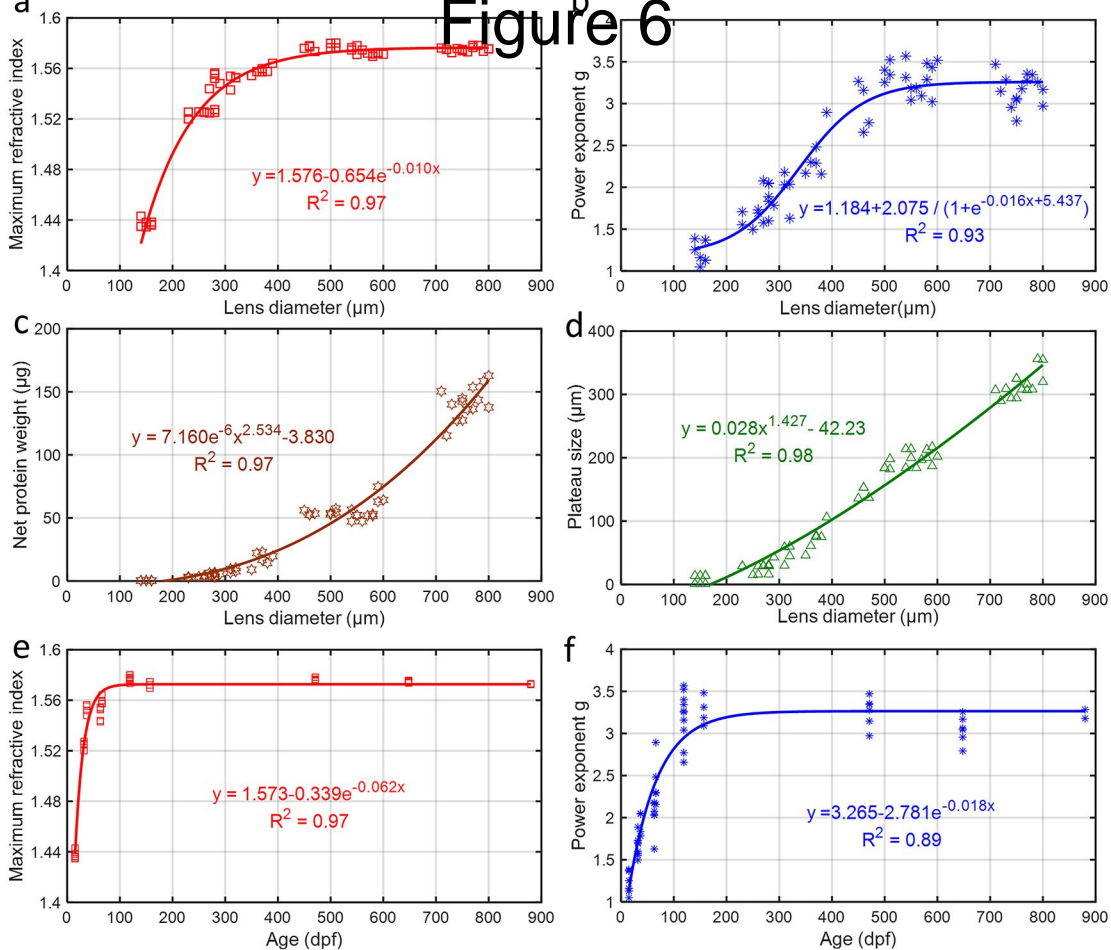 Figure 6
a
1.6
1.56
1.52
1.48
1.44
1.4
Maximum refractive index
y =1.576-0.654e^-0.010x
R² = 0.97
0 100 200 300 400 500 600 700 800 900
Lens diameter (μm)
b
3.5
3
2.5
2
1.5
1
Power exponent g
y =1.184+2.075 / (1+e^-0.016x+5.437)
R² = 0.93
0 100 200 300 400 500 600 700 800 900
Lens diameter(μm)
c
200
150
100
50
0
Net protein weight (μg)
y = 7.160e^-6x^2.534-3.830
R² = 0.97
0 100 200 300 400 500 600 700 800 900
Lens diameter (μm)
d
400
300
200
100
0
Plateau size (μm)
y = 0.028x^1.427- 42.23
R² = 0.98
0 100 200 300 400 500 600 700 800 900
Lens diameter (μm)
e
1.6
1.56
1.52
1.48
1.44
1.4
Maximum refractive index
y = 1.573-0.339e^-0.062x
R² = 0.97
0 100 200 300 400 500 600 700 800 900
Age (dpf)
f
4
3.5
3
2.5
2
1.5
1
Power exponent g
y =3.265-2.781e^-0.018x
R² = 0.89
0 100 200 300 400 500 600 700 800 900
Age (dpf)